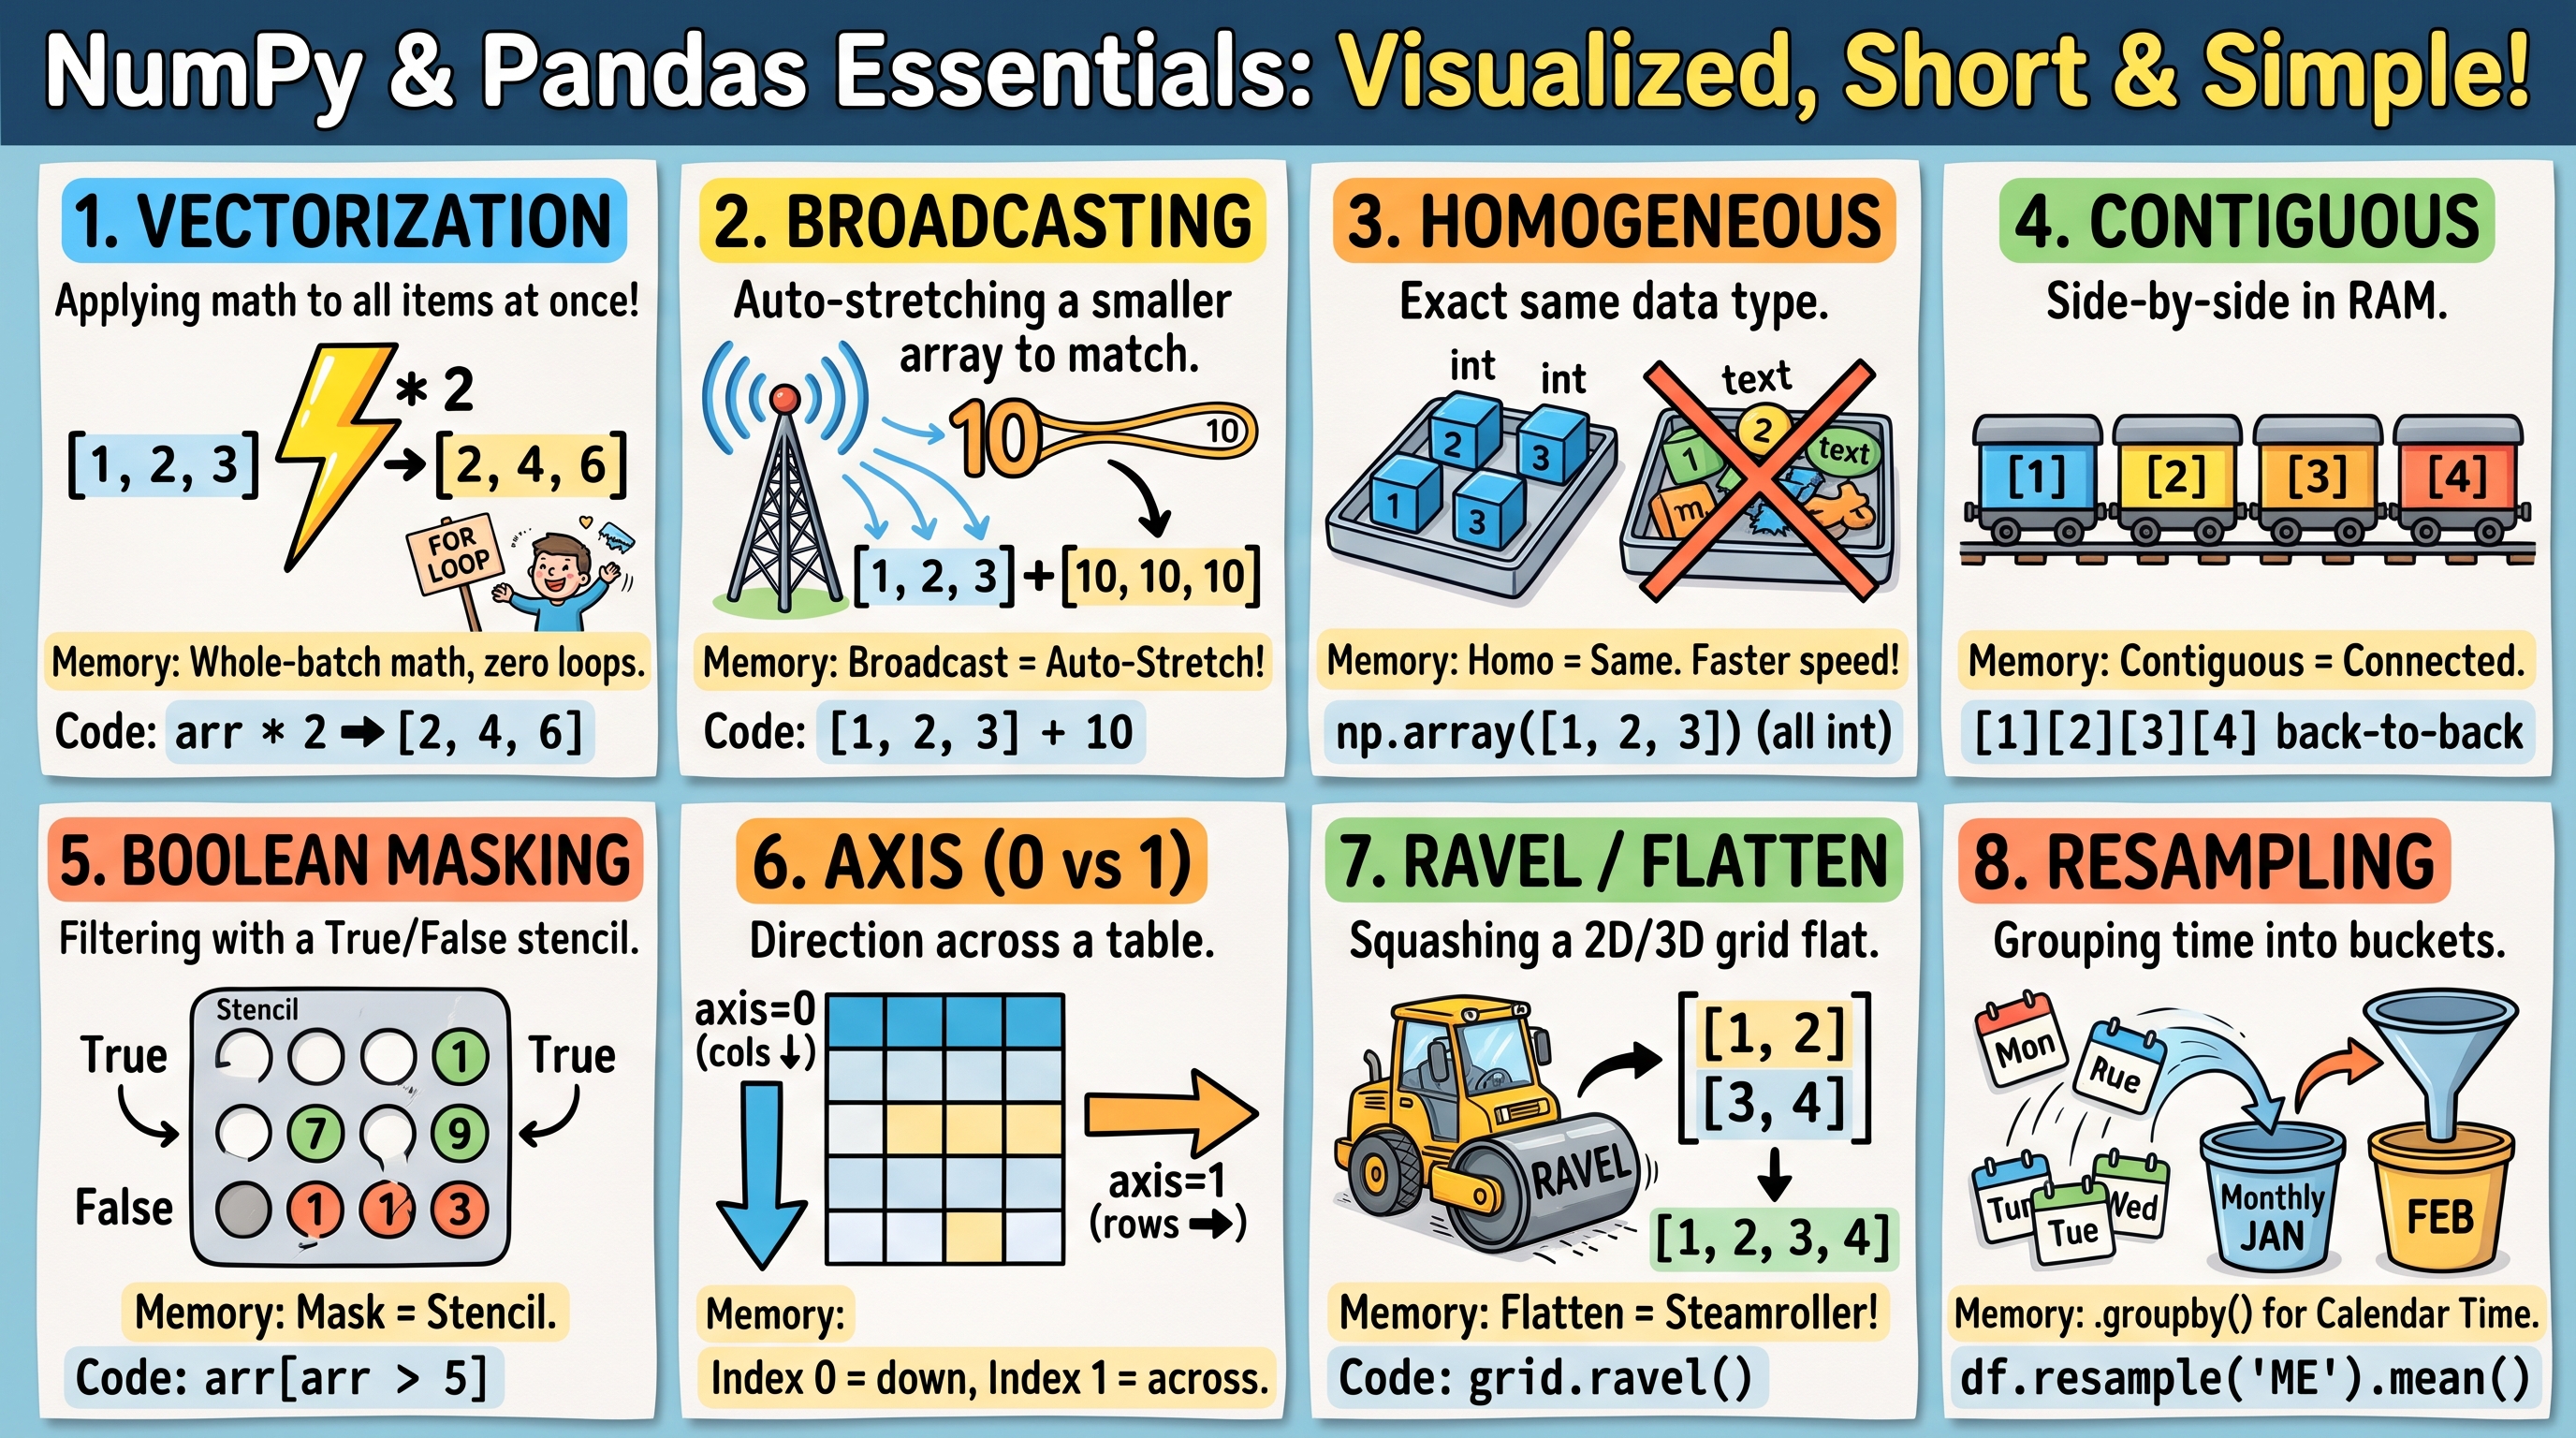 NumPy & Pandas Essentials: Visualized, Short & Simple!
1. VECTORIZATION
Applying math to all items at once!
* 2
[1, 2, 3]
[2, 4, 6]
FOR
LOOP
Memory: Whole-batch math, zero loops.
Code: arr * 2 ➡ [2, 4, 6]
2. BROADCASTING
Auto-stretching a smaller
array to match.
10
10
[1, 2, 3] + [10, 10, 10]
Memory: Broadcast = Auto-Stretch!
Code: [1, 2, 3] + 10
3. HOMOGENEOUS
Exact same data type.
int
int
text
2
3
1
3
1
2
text
m
Memory: Homo = Same. Faster speed!
np.array([1, 2, 3]) (all int)
4. CONTIGUOUS
Side-by-side in RAM.
[1] [2] [3] [4]
Memory: Contiguous = Connected.
[1][2][3][4] back-to-back
5. BOOLEAN MASKING
Filtering with a True/False stencil.
Stencil
True
1
True
7
9
False
1
1
3
Memory: Mask = Stencil.
Code: arr[arr > 5]
6. AXIS (0 vs 1)
Direction across a table.
axis=0
(cols ⬇)
axis=1
(rows ➡)
Memory:
Index 0 = down, Index 1 = across.
7. RAVEL / FLATTEN
Squashing a 2D/3D grid flat.
[[1, 2]
[3, 4]]
RAVEL
[1, 2, 3, 4]
Memory: Flatten = Steamroller!
Code: grid.ravel()
8. RESAMPLING
Grouping time into buckets.
Mon
Rue
Tur
Tue
Wed
Monthly
JAN
FEB
Memory: .groupby() for Calendar Time.
df.resample('ME').mean()